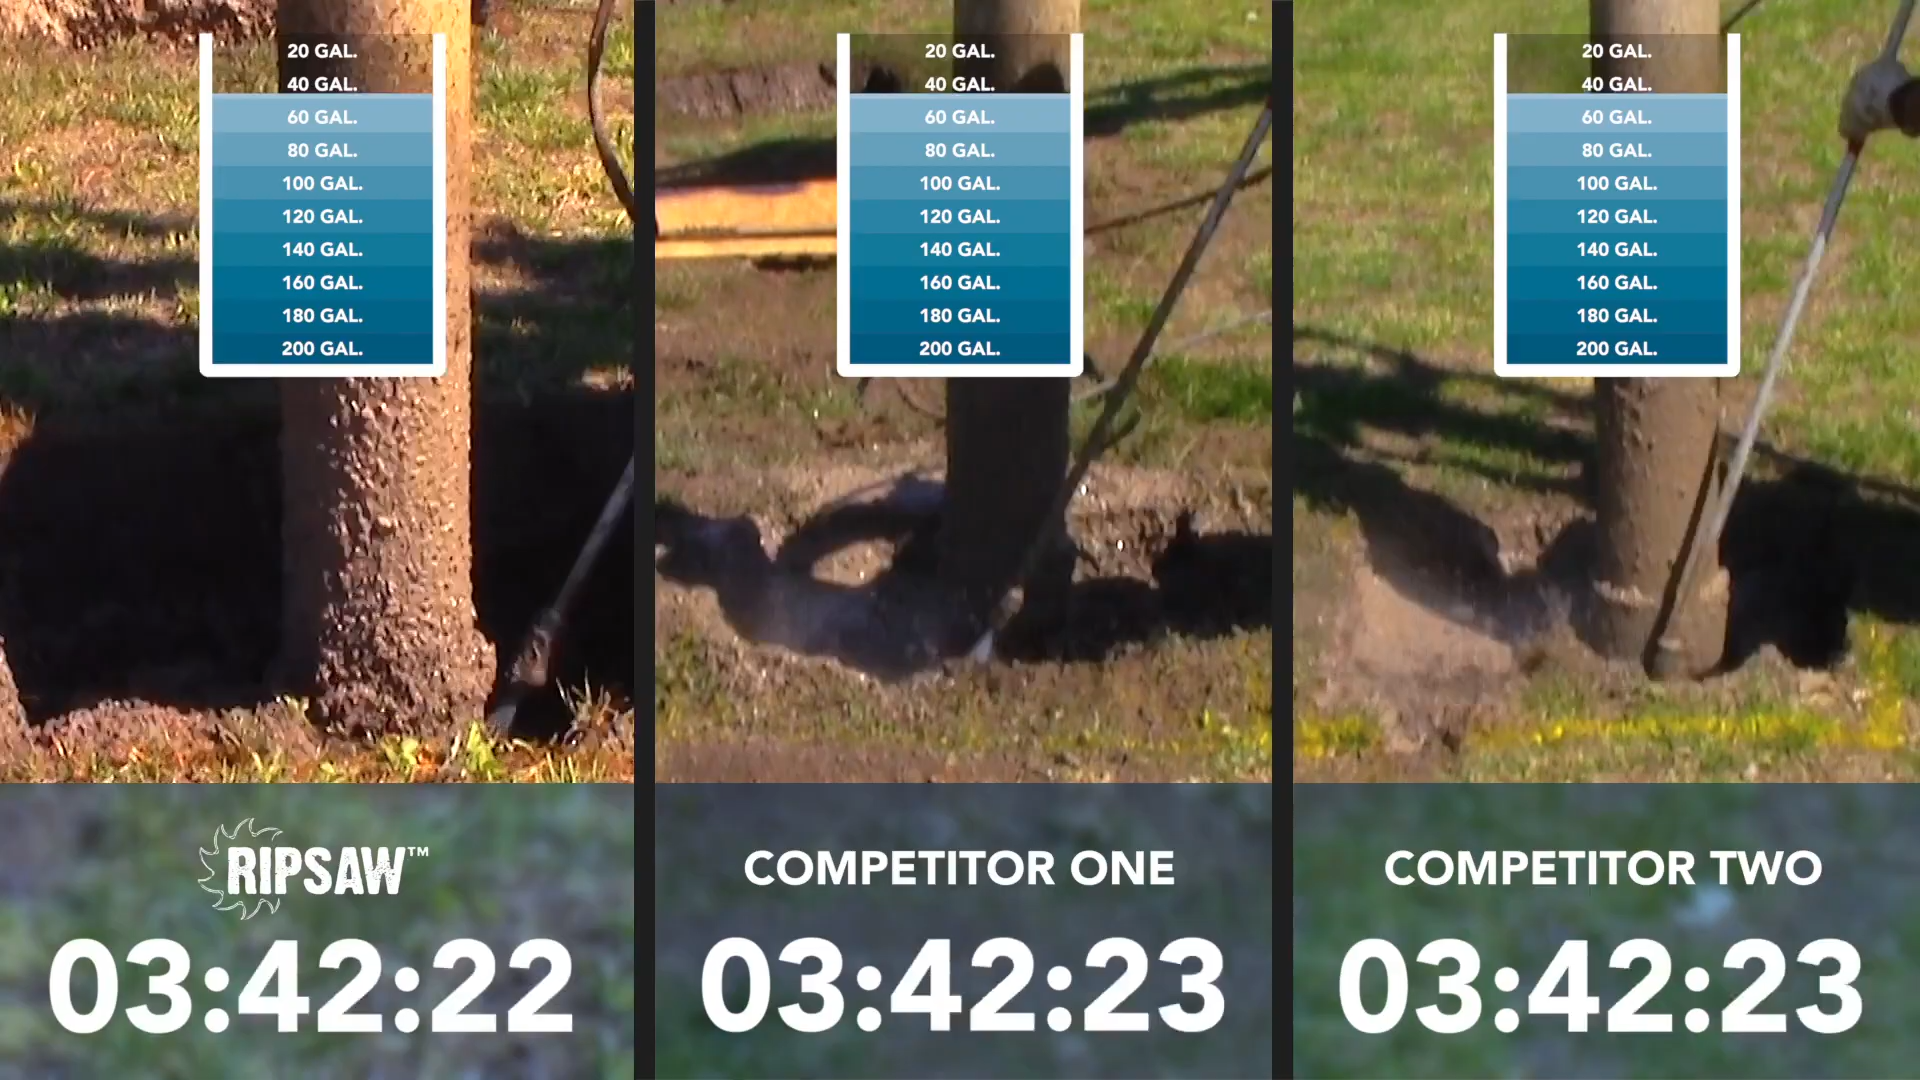 20 GAL.
40 GAL.
60 GAL.
80 GAL.
100 GAL.
120 GAL.
140 GAL.
160 GAL.
180 GAL.
200 GAL.
RIPSAW™
03:42:22
20 GAL.
40 GAL.
60 GAL.
80 GAL.
100 GAL.
120 GAL.
140 GAL.
160 GAL.
180 GAL.
200 GAL.
COMPETITOR ONE
03:42:23
20 GAL.
40 GAL.
60 GAL.
80 GAL.
100 GAL.
120 GAL.
140 GAL.
160 GAL.
180 GAL.
200 GAL.
COMPETITOR TWO
03:42:23